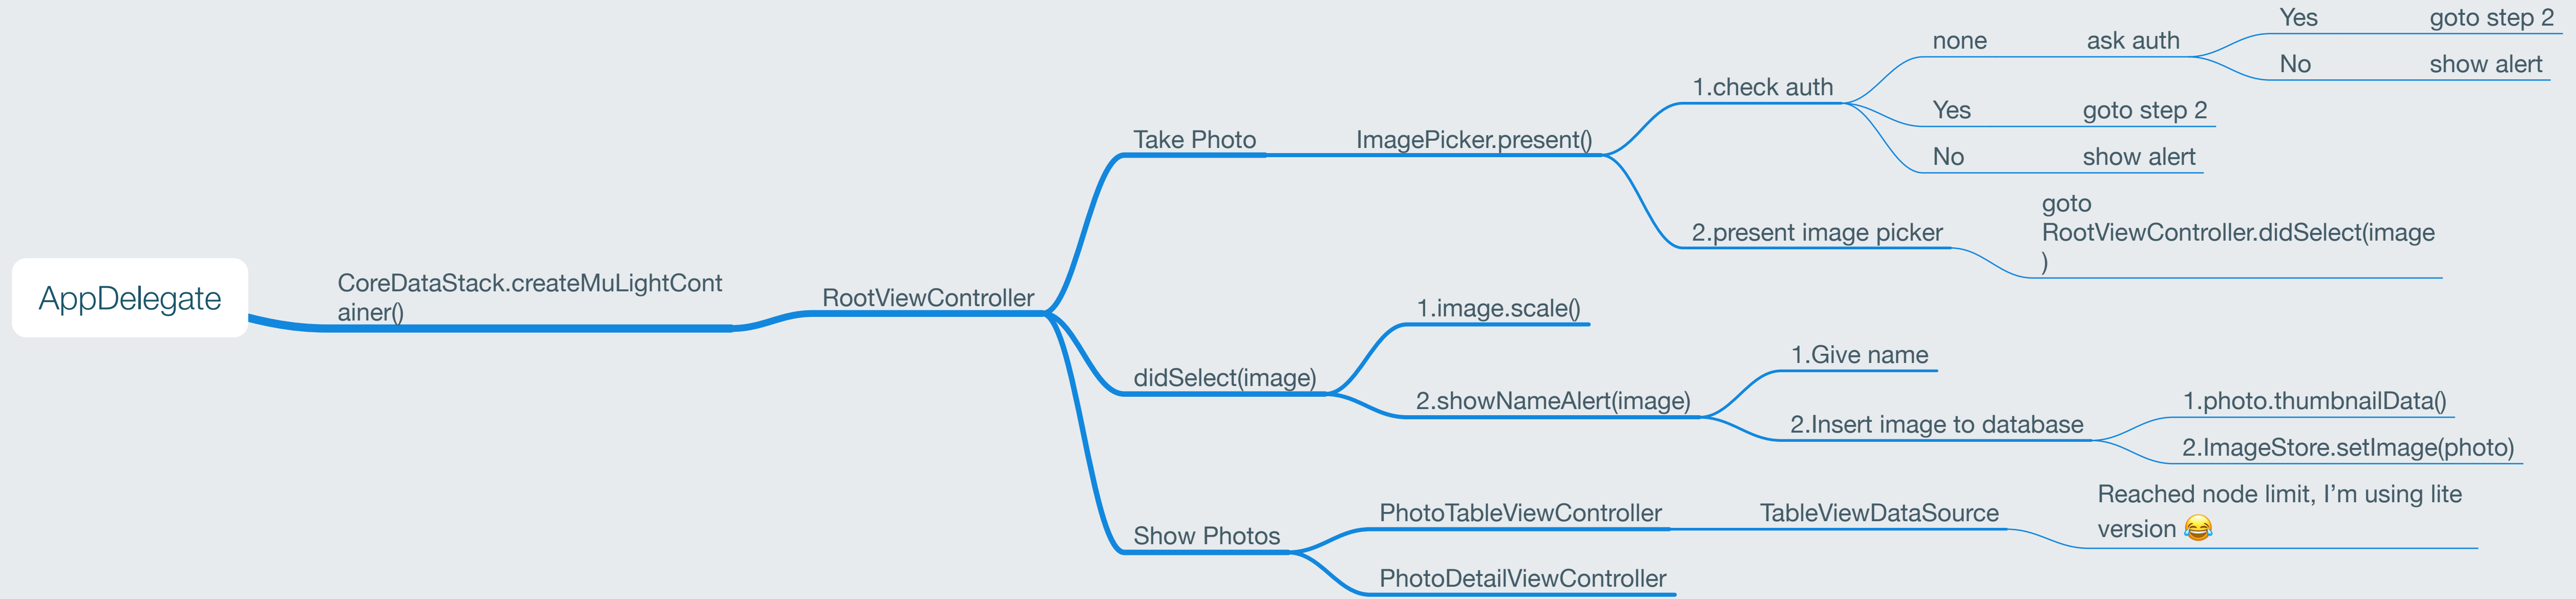 AppDelegate
CoreDataStack.createMuLightCont
ainer()
RootViewController
Take Photo
ImagePicker.present()
1.check auth
none
ask auth
Yes
goto step 2
No
show alert
Yes
goto step 2
No
show alert
2.present image picker
goto
RootViewController.didSelect(image
)
didSelect(image)
1.image.scale()
2.showNameAlert(image)
1.Give name
2.Insert image to database
1.photo.thumbnailData()
2.ImageStore.setImage(photo)
Show Photos
PhotoTableViewController
TableViewDataSource
Reached node limit, I’m using lite
version 😂
PhotoDetailViewController